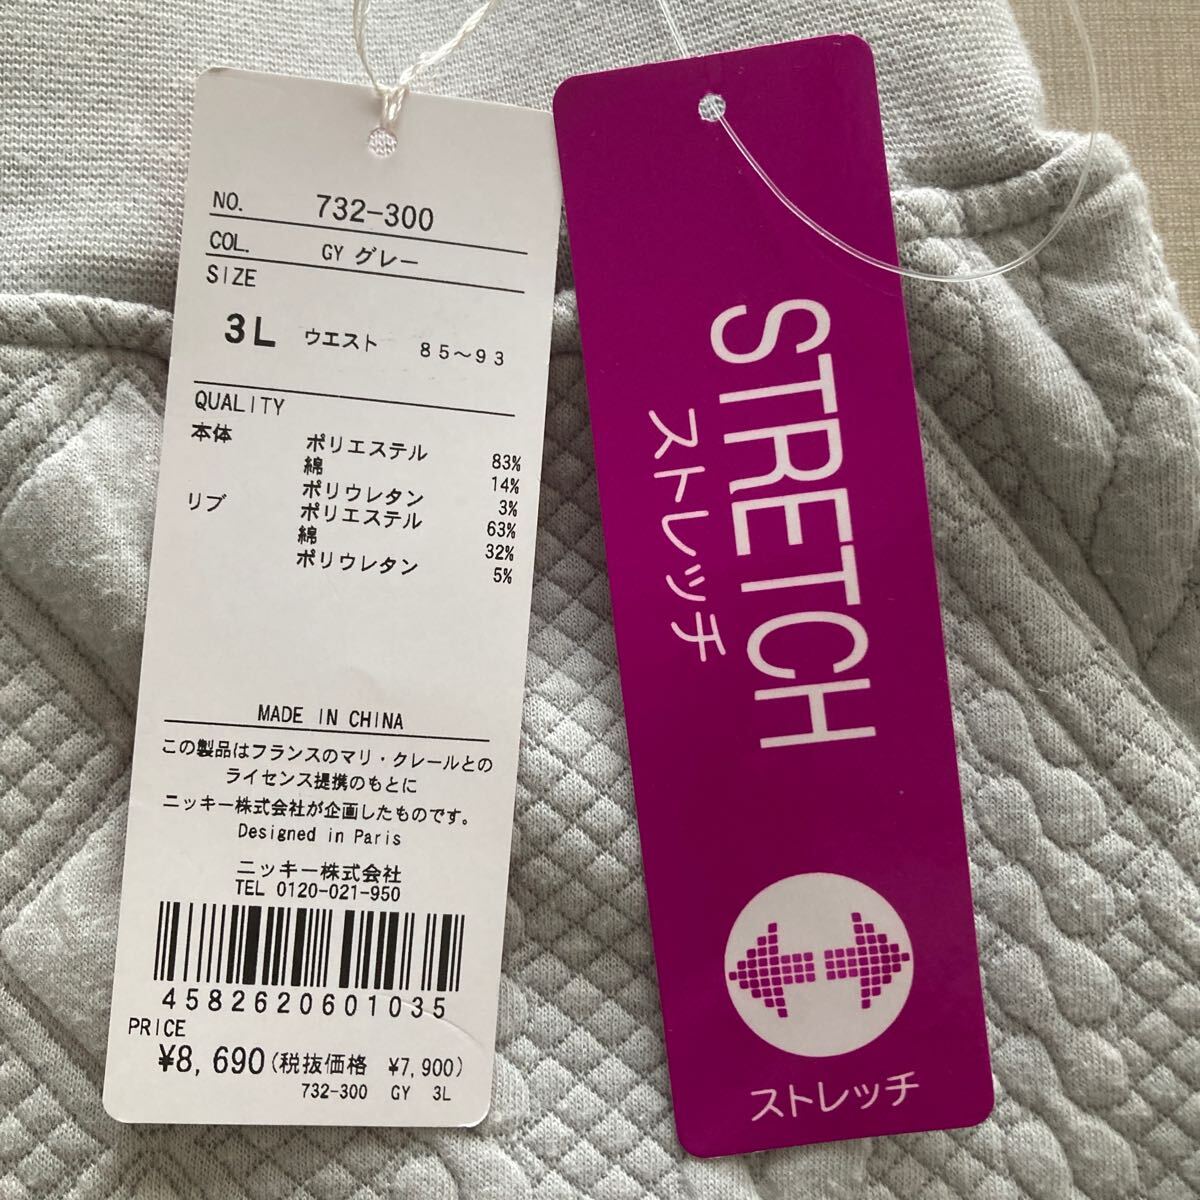 NO. 732-300
COL. GY グレー
SIZE
3L ウエスト 85～93
QUALITY
本体 ポリエステル 83%
綿 14%
ポリウレタン 3%
リブ ポリエステル 63%
綿 32%
ポリウレタン 5%
MADE IN CHINA
この製品はフランスのマリ・クレールとの
ライセンス提携のもとに
ニッキー株式会社が企画したものです。
Designed in Paris
ニッキー株式会社
TEL 0120-021-950
4582620601035
PRICE
¥8,690(税抜価格 ¥7,900)
732-300 GY 3L
STRETCH
ストレッチ
ストレッチ